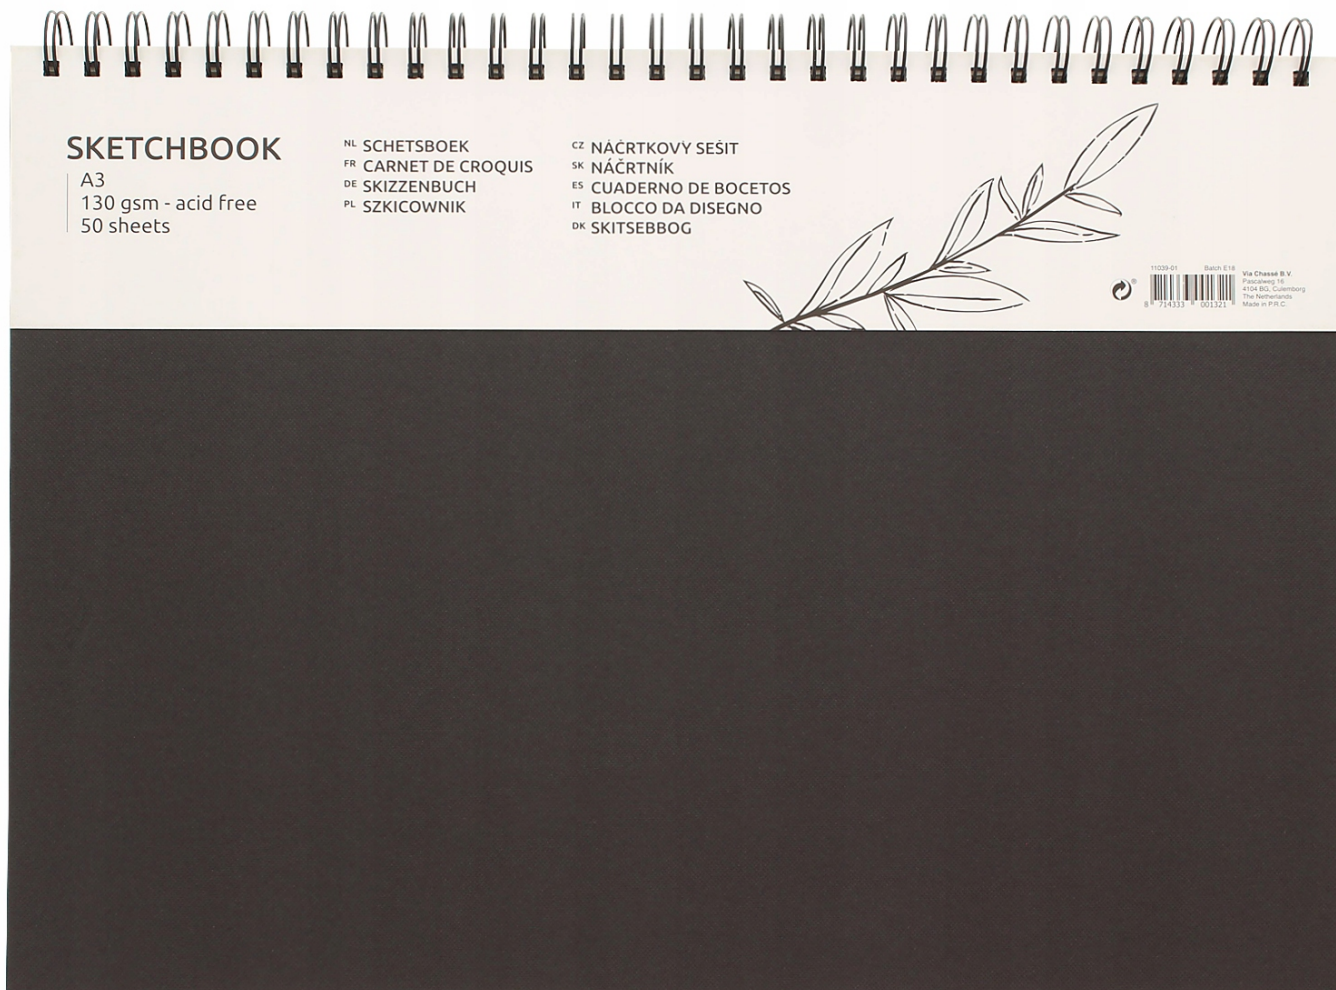 SKETCHBOOK
A3
130 gsm - acid free
50 sheets
NL SCHETSBOEK
FR CARNET DE CROQUIS
DE SKIZZENBUCH
PL SZKICOWNIK
CZ NÁČRTKOVÝ SEŠIT
SK NÁČRTNÍK
ES CUADERNO DE BOCETOS
IT BLOCCO DA DISEGNO
DK SKITSEBBOG
11039-01 Batch E18
8 714333 001321
Via Chassé B.V.
Pascalweg 16
4104 BG, Culemborg
The Netherlands
Made in P.R.C.